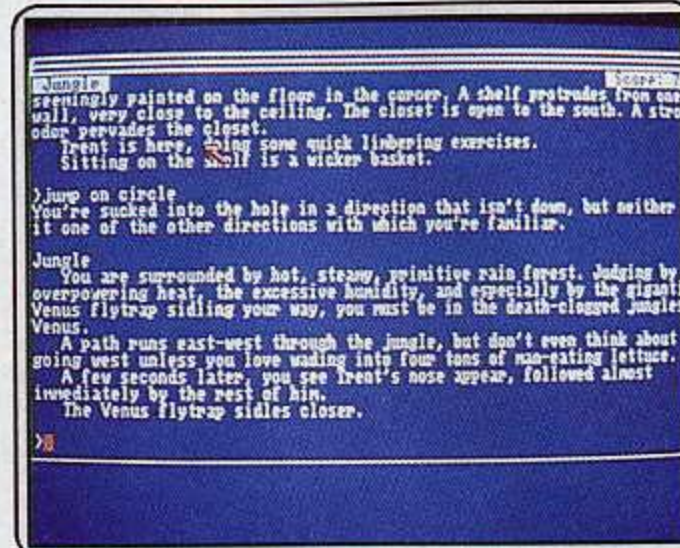 Jungle Score: 7
seemingly painted on the floor in the corner. A shelf protrudes from one
wall, very close to the ceiling. The closet is open to the south. A stro
odor pervades the closet.
Trent is here, doing some quick limbering exercises.
Sitting on the shelf is a wicker basket.
>jump on circle
You're sucked into the hole in a direction that isn't down, but neither
it one of the other directions with which you're familiar.
Jungle
You are surrounded by hot, steamy, primitive rain forest. Judging by
overpowering heat, the excessive humidity, and especially by the giganti
Venus flytrap sidling your way, you must be in the death-clogged jungles
Venus.
A path runs east-west through the jungle, but don't even think about
going west unless you love wading into four tons of man-eating lettuce.
A few seconds later, you see Trent's nose appear, followed almost
immediately by the rest of him.
The Venus flytrap sidles closer.
>